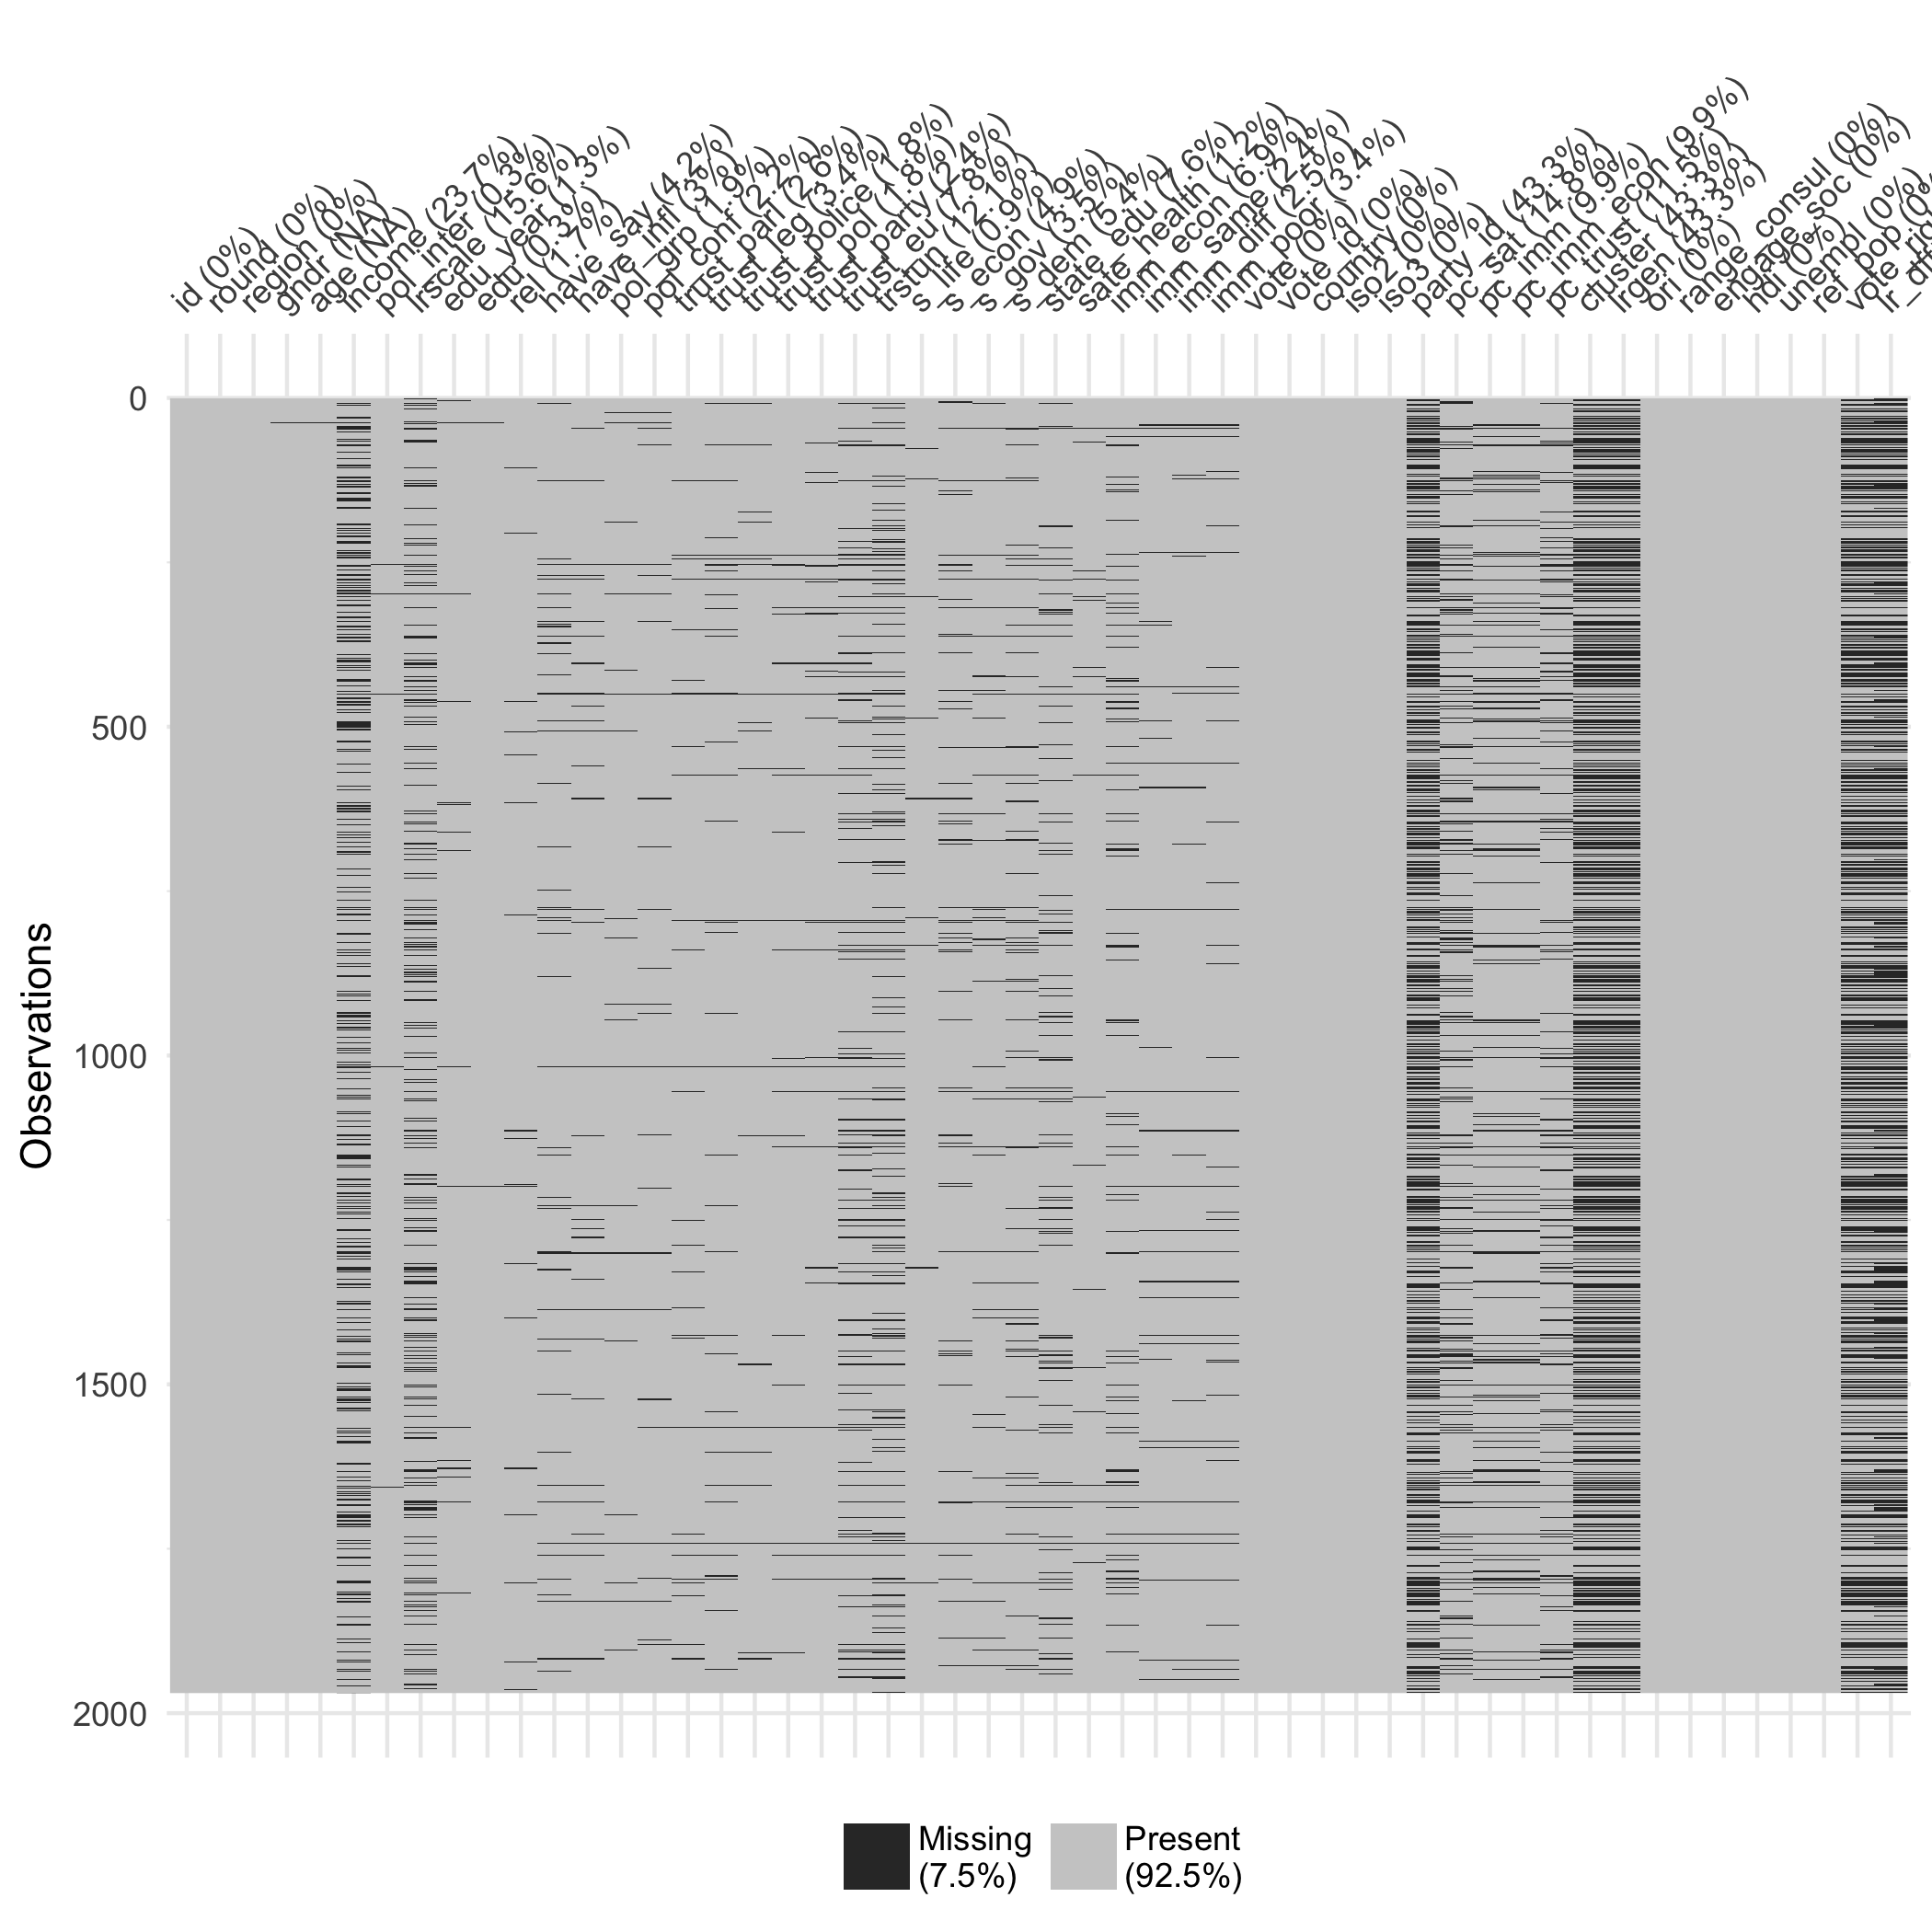 id (0%)
round (0%)
region (0%)
gndr (NA)
age (NA)
income (23.7%)
pol_inter (0.3%)
lrscale (15.6%)
edu_year (1.3%)
edu (0.3%)
rel (1.7%)
have_say (4.2%)
have_infl (3%)
pol_grp (1.9%)
pol_conf (2.2%)
trust_parl (2.6%)
trust_leg (3.4%)
trust_police (1.8%)
trust_pol (1.8%)
trust_party (2.4%)
trust_eu
trstun (12.1%)
s_life (0.9%)
s_econ (4.9%)
s_gov (3.5%)
s_dem (5.4%)
state_edu
sate_health (1.2%)
imm_econ (6.9%)
imm_same (2.4%)
imm_diff (2.5%)
imm_poor (3.4%)
vote (0%)
vote_id (0%)
country (0%)
iso2 (0%)
iso3 (0%)
party_id (43.3%)
pc_sat (14.8%)
pc_imm (9.9%)
pc_imm_econ (9.9%)
pc_trust (11.5%)
cluster (43.3%)
lrgen (43.3%)
ori (0%)
range_consul (0%)
engage_soc (0%)
hdi (0%)
unempl (0%)
ref_pop
0
500
1000
1500
2000
Observations
Missing
(7.5%)
Present
(92.5%)